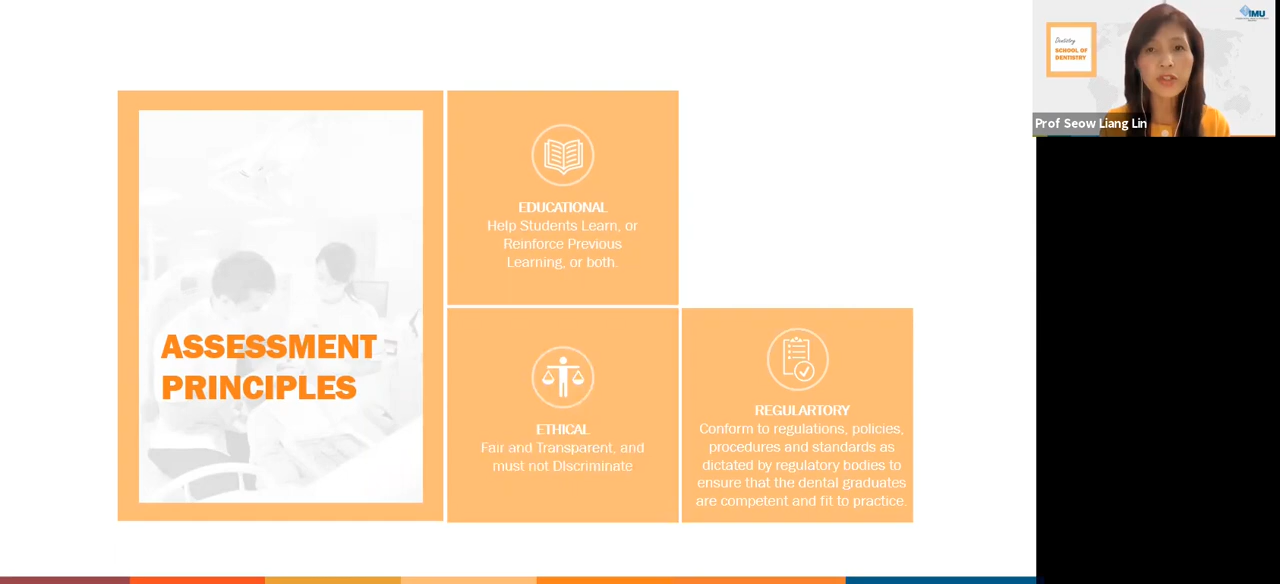 ASSESSMENT
PRINCIPLES
EDUCATIONAL
Help Students Learn, or
Reinforce Previous
Learning, or both.
ETHICAL
Fair and Transparent, and
must not DIscriminate
REGULARTORY
Conform to regulations, policies,
procedures and standards as
dictated by regulatory bodies to
ensure that the dental graduates
are competent and fit to practice.
Dentistry
SCHOOL OF
DENTISTRY
IMU
Prof Seow Liang Lin